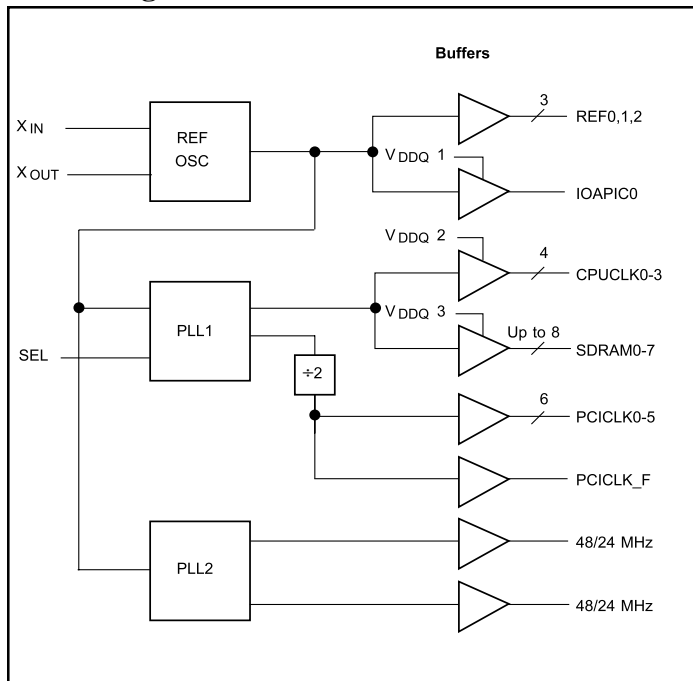 Buffers
3
REF0,1,2
XIN
REF
OSC
XOUT
VDDQ 1
IOAPIC0
VDDQ 2
4
CPUCLK0-3
VDDQ 3
Up to 8
SDRAM0-7
PLL1
SEL
÷2
6
PCICLK0-5
PCICLK_F
48/24 MHz
PLL2
48/24 MHz